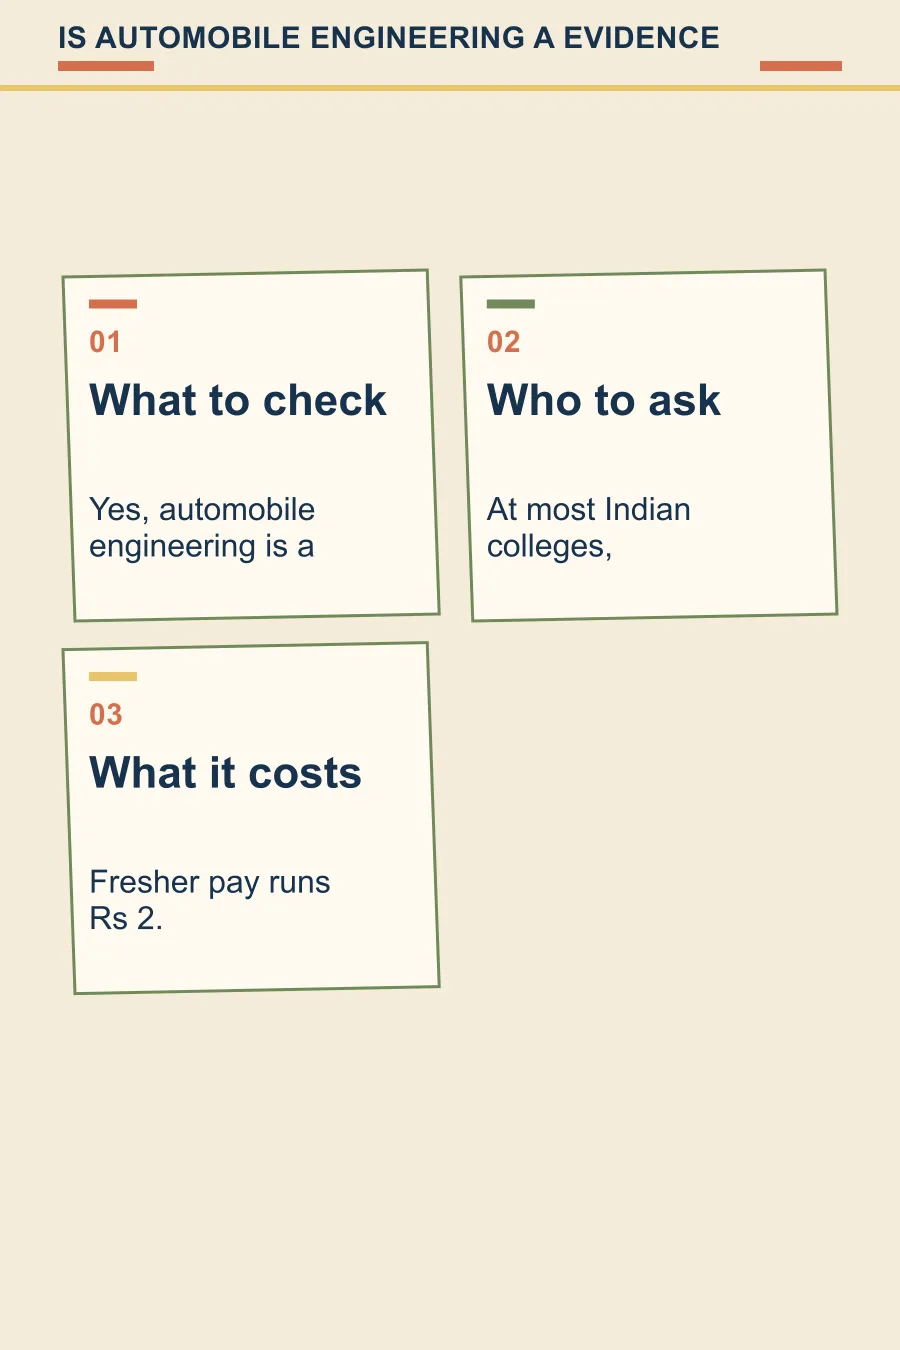 IS AUTOMOBILE ENGINEERING A EVIDENCE
01
What to check
Yes, automobile
engineering is a
02
Who to ask
At most Indian
colleges,
03
What it costs
Fresher pay runs
Rs 2.